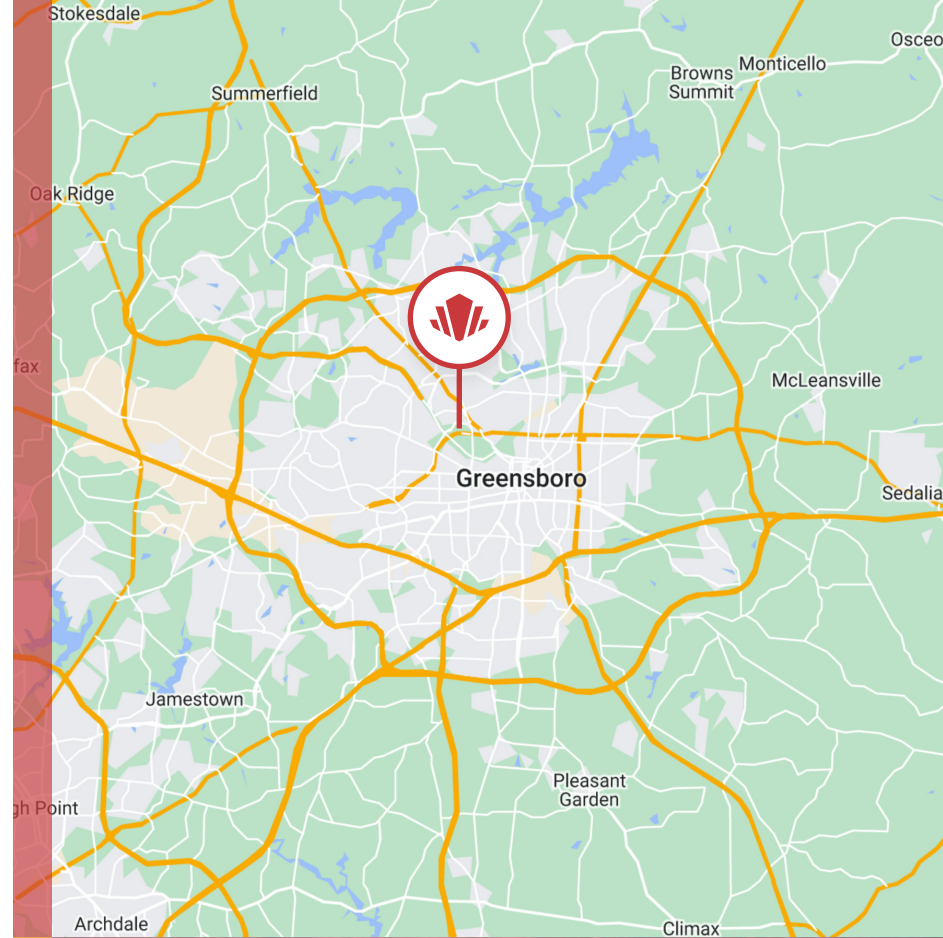 Stokesdale
Osceo
Browns
Summit
Monticello
Summerfield
Oak Ridge
fax
McLeansville
Greensboro
Sedalia
Jamestown
Pleasant
Garden
gh Point
Archdale
Climax